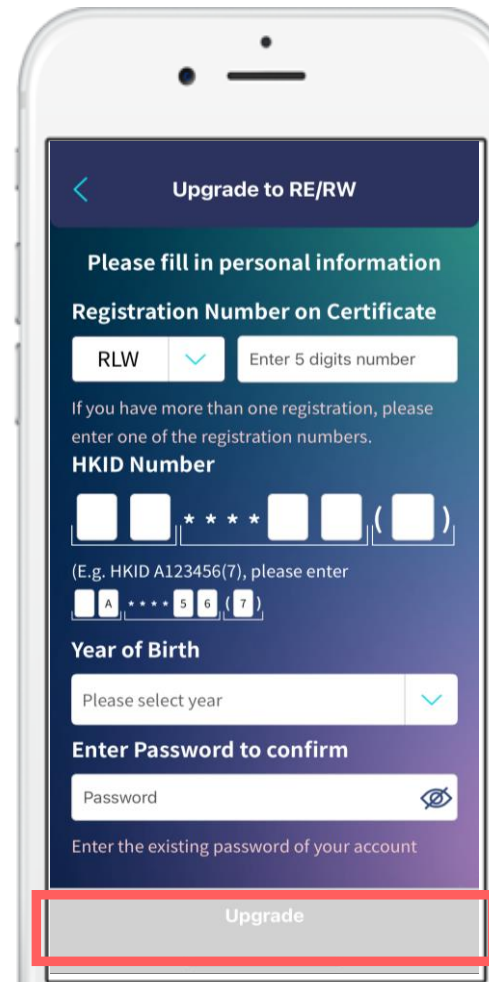 Upgrade to RE/RW
Please fill in personal information
Registration Number on Certificate
RLW Enter 5 digits number
If you have more than one registration, please
enter one of the registration numbers.
HKID Number
* * * * ( )
(E.g. HKID A123456(7), please enter
A * * * * 5 6 ( 7 )
Year of Birth
Please select year
Enter Password to confirm
Password
Enter the existing password of your account
Upgrade